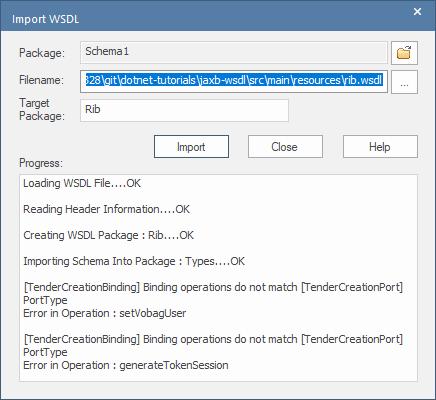 Import WSDL
Package:
Schema1
Filename:
328\git\dotnet-tutorials\jaxb-wsdl\src\main\resources\rib.wsdl
...
Target
Package:
Rib
Import
Close
Help
Progress:
Loading WSDL File....OK
Reading Header Information....OK
Creating WSDL Package : Rib....OK
Importing Schema Into Package : Types....OK
[TenderCreationBinding] Binding operations do not match [TenderCreationPort]
PortType
Error in Operation : setVobagUser
[TenderCreationBinding] Binding operations do not match [TenderCreationPort]
PortType
Error in Operation : generateTokenSession